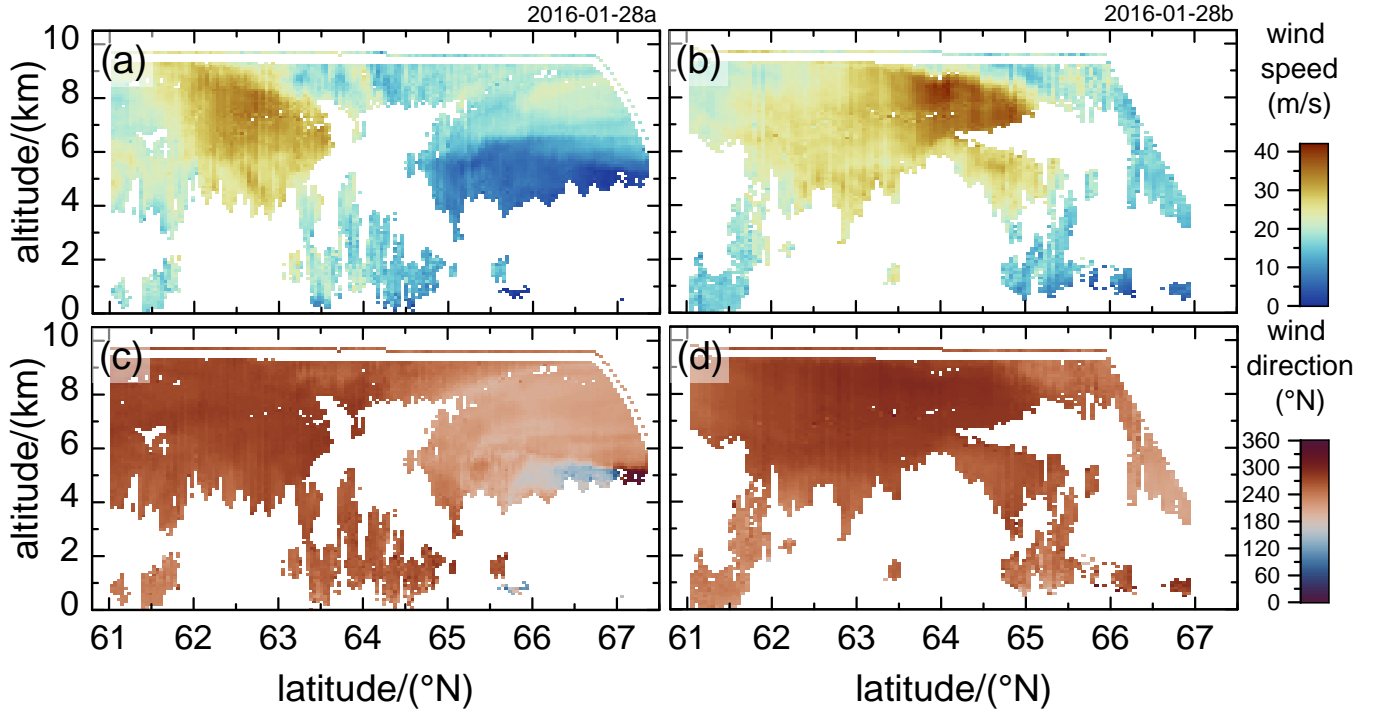 2016-01-28a
2016-01-28b
(a)
(b)
wind
speed
(m/s)
10
8
6
4
2
0
altitude/(km)
40
30
20
10
0
(c)
(d)
wind
direction
(°N)
10
8
6
4
2
0
altitude/(km)
360
300
240
180
120
60
0
61 62 63 64 65 66 67
61 62 63 64 65 66 67
latitude/(°N)
latitude/(°N)